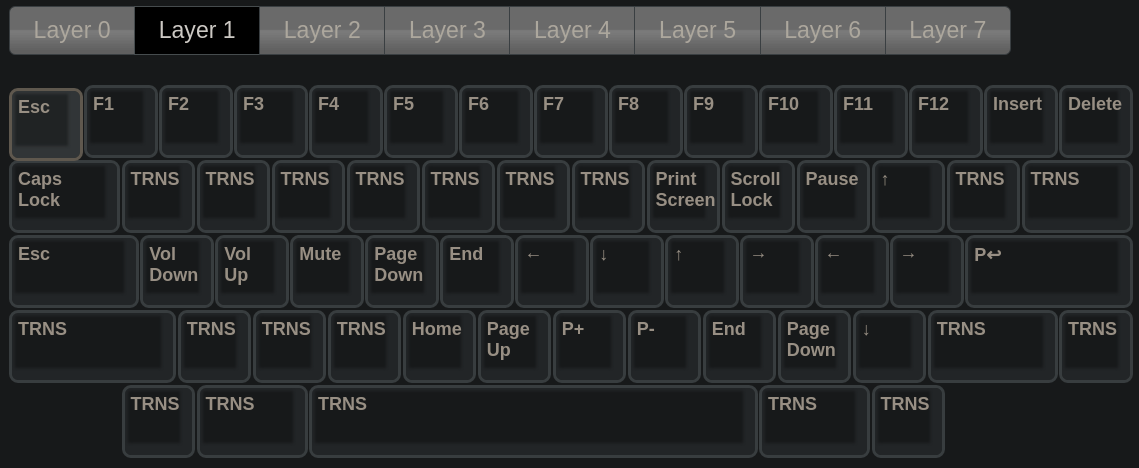 Layer 0 Layer 1 Layer 2 Layer 3 Layer 4 Layer 5 Layer 6 Layer 7
Esc F1 F2 F3 F4 F5 F6 F7 F8 F9 F10 F11 F12 Insert Delete
Caps Lock TRNS TRNS TRNS TRNS TRNS TRNS TRNS Print Screen Scroll Lock Pause ↑ TRNS TRNS
Esc Vol Down Vol Up Mute Page Down End ← ↓ ↑ → ← → P↩
TRNS TRNS TRNS TRNS Home Page Up P+ P- End Page Down ↓ TRNS TRNS
TRNS TRNS TRNS TRNS TRNS